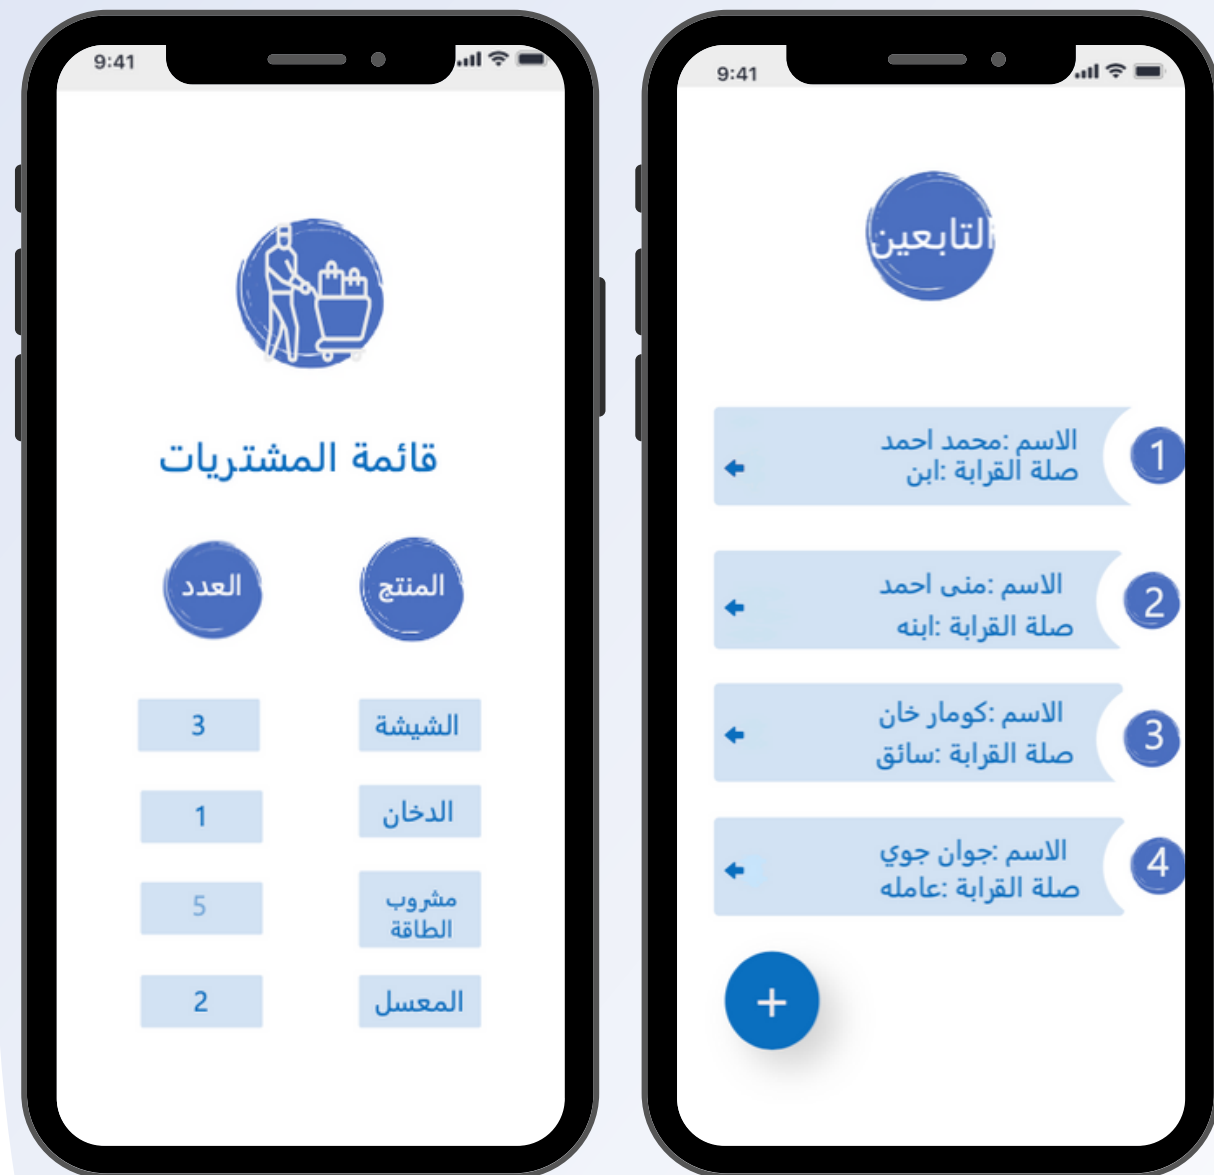 9:41
قائمة المشتريات
المنتج العدد
الشيشة 3
الدخان 1
مشروب
الطاقة
5
المعسل 2
9:41
التابعين
1
الاسم :محمد احمد
صلة القرابة :ابن
2
الاسم :منى احمد
صلة القرابة :ابنه
3
الاسم :كومار خان
صلة القرابة :سائق
4
الاسم :جوان جوي
صلة القرابة :عامله
+